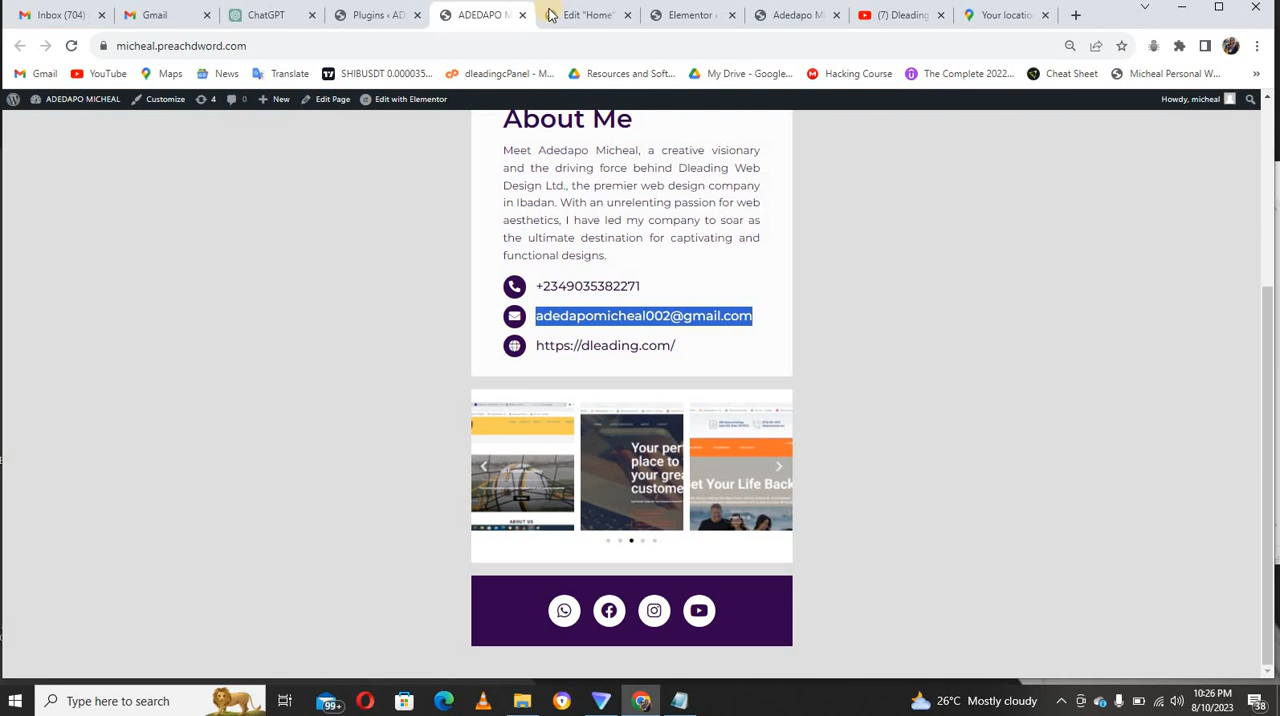 Inbox (704)
Gmail
ChatGPT
Plugins ‹ AD
ADEDAPO M
Edit "Home"
Elementor ‹
Adedapo Mi
(7) Dleading
Your locatio
micheal.preachdword.com
Gmail
YouTube
Maps
News
Translate
SHIBUSDT 0.000035...
dleadingcPanel - M...
Resources and Soft...
My Drive - Google...
Hacking Course
The Complete 2022...
Cheat Sheet
Micheal Personal W...
ADEDAPO MICHEAL
Customize
4
0
New
Edit Page
Edit with Elementor
Howdy, micheal
About Me
Meet Adedapo Micheal, a creative visionary
and the driving force behind Dleading Web
Design Ltd., the premier web design company
in Ibadan. With an unrelenting passion for web
aesthetics, I have led my company to soar as
the ultimate destination for captivating and
functional designs.
+2349035382271
adedapomicheal002@gmail.com
https://dleading.com/
Your per
place to
your grea
custome
et Your Life Back
ABOUT US
Type here to search
99+
26°C Mostly cloudy
10:26 PM
8/10/2023
38